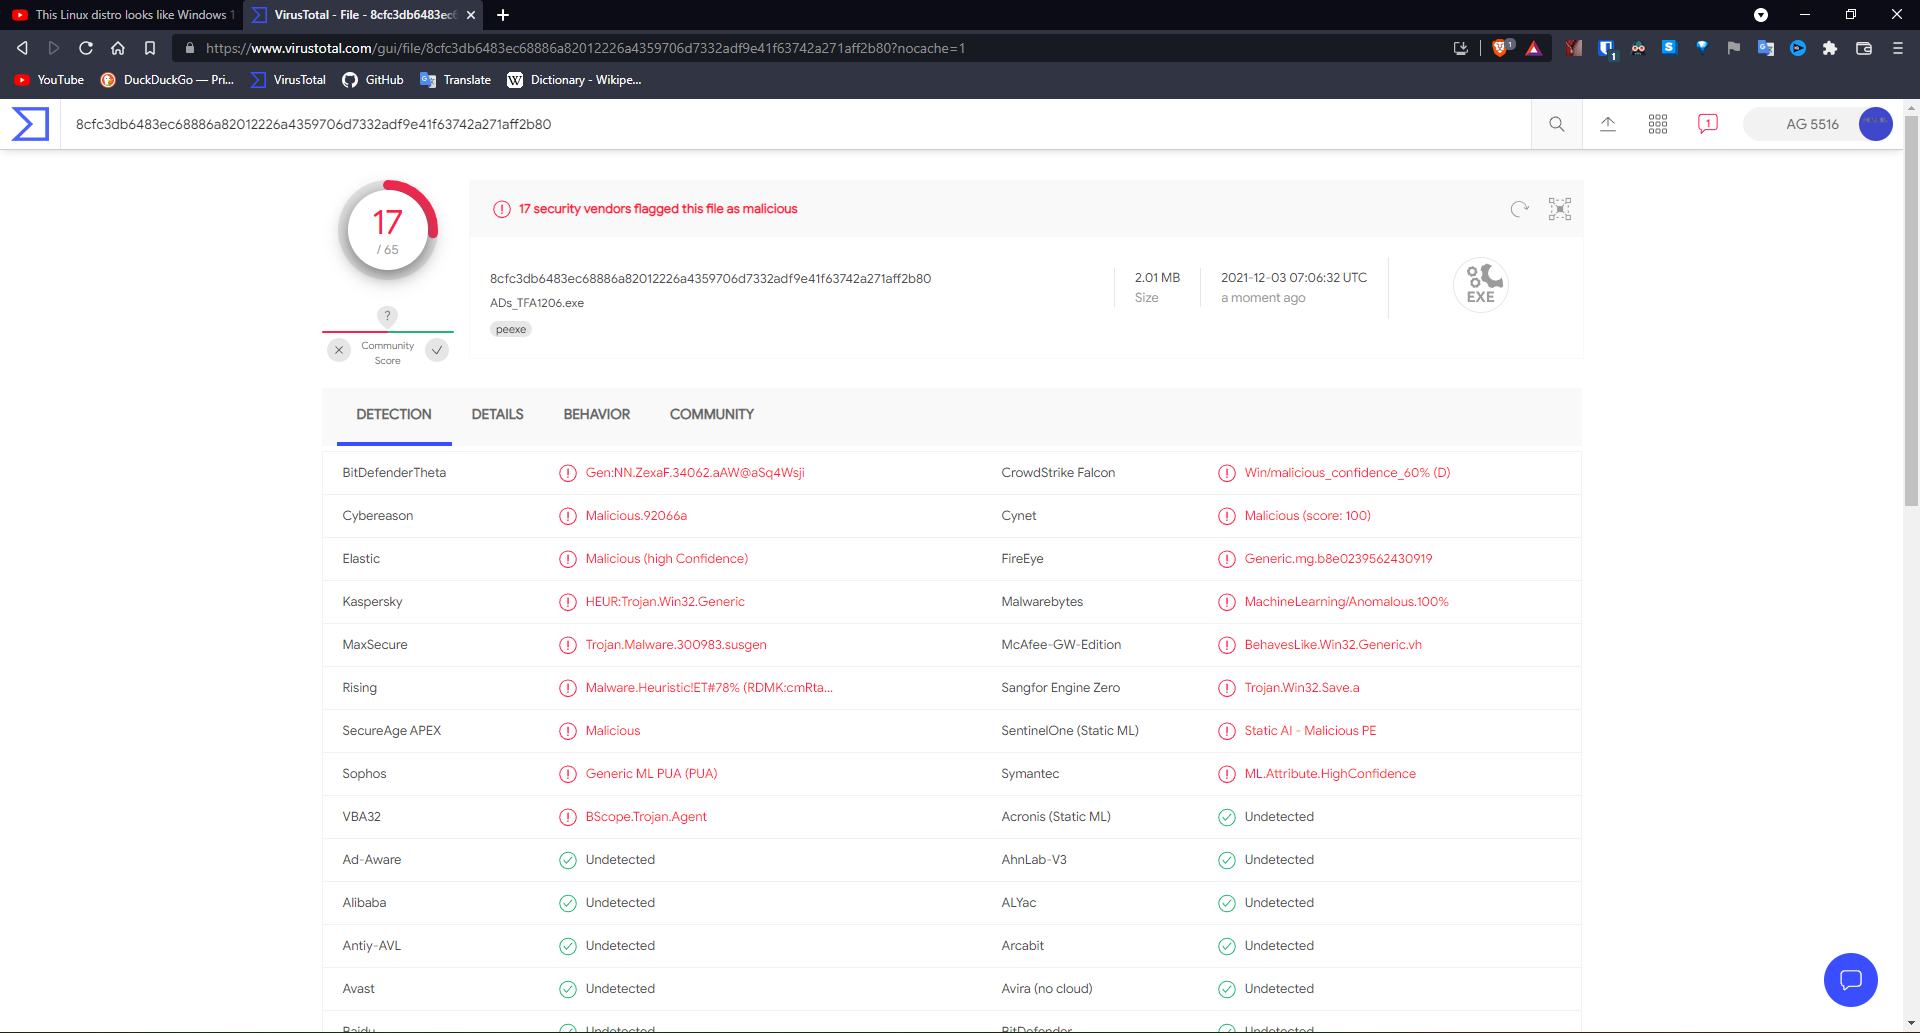 This Linux distro looks like Windows 1
VirusTotal - File - 8cfc3db6483ec6
https://www.virustotal.com/gui/file/8cfc3db6483ec68886a82012226a4359706d7332adf9e41f63742a271aff2b80?nocache=1
YouTube DuckDuckGo — Pri... VirusTotal GitHub Translate Dictionary - Wikipe...
8cfc3db6483ec68886a82012226a4359706d7332adf9e41f63742a271aff2b80
1
AG 5516
17
/ 65
17 security vendors flagged this file as malicious
8cfc3db6483ec68886a82012226a4359706d7332adf9e41f63742a271aff2b80
ADs_TFA1206.exe
peexe
2.01 MB
Size
2021-12-03 07:06:32 UTC
a moment ago
EXE
?
Community
Score
DETECTION DETAILS BEHAVIOR COMMUNITY
BitDefenderTheta Gen:NN.ZexaF.34062.aAW@aSq4Wsji CrowdStrike Falcon Win/malicious_confidence_60% (D)
Cybereason Malicious.92066a Cynet Malicious (score: 100)
Elastic Malicious (high Confidence) FireEye Generic.mg.b8e0239562430919
Kaspersky HEUR:Trojan.Win32.Generic Malwarebytes MachineLearning/Anomalous.100%
MaxSecure Trojan.Malware.300983.susgen McAfee-GW-Edition BehavesLike.Win32.Generic.vh
Rising Malware.Heuristic!ET#78% (RDMK:cmRta... Sangfor Engine Zero Trojan.Win32.Save.a
SecureAge APEX Malicious SentinelOne (Static ML) Static AI - Malicious PE
Sophos Generic ML PUA (PUA) Symantec ML.Attribute.HighConfidence
VBA32 BScope.Trojan.Agent Acronis (Static ML) Undetected
Ad-Aware Undetected AhnLab-V3 Undetected
Alibaba Undetected ALYac Undetected
Antiy-AVL Undetected Arcabit Undetected
Avast Undetected Avira (no cloud) Undetected
Baidu Undetected BitDefender Undetected